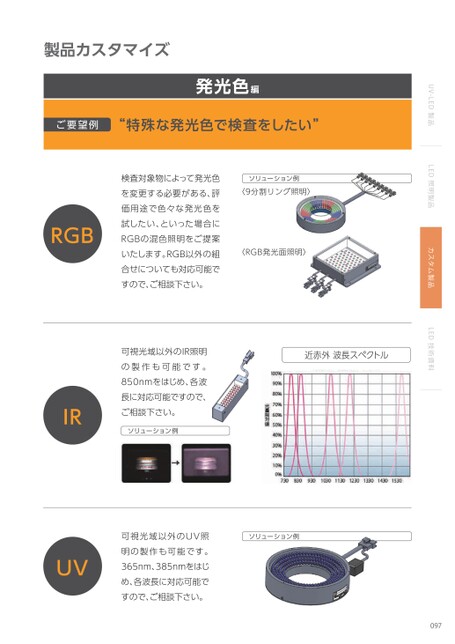 製品カスタマイズ
発光色編
ご要望例
“特殊な発光色で検査をしたい”
RGB
検査対象物によって発光色
を変更する必要がある、評
価用途で色々な発光色を
試したい、といった場合に
RGBの混色照明をご提案
いたします。RGB以外の組
合せについても対応可能で
すので、ご相談下さい。
ソリューション例
〈9分割リング照明〉
〈RGB発光面照明〉
IR
可視光域以外のIR照明
の製作も可能です。
850nmをはじめ、各波
長に対応可能ですので、
ご相談下さい。
ソリューション例
近赤外 波長スペクトル
100%
90%
80%
70%
60%
50%
40%
30%
20%
10%
0%
730 830 930 1030 1130 1230 1330 1430 1530
UV
可視光域以外のUV照
明の製作も可能です。
365nm、385nmをはじ
め、各波長に対応可能で
すので、ご相談下さい。
ソリューション例
UV-LED 製品
LED 照明製品
カスタム製品
LED 技術資料
097